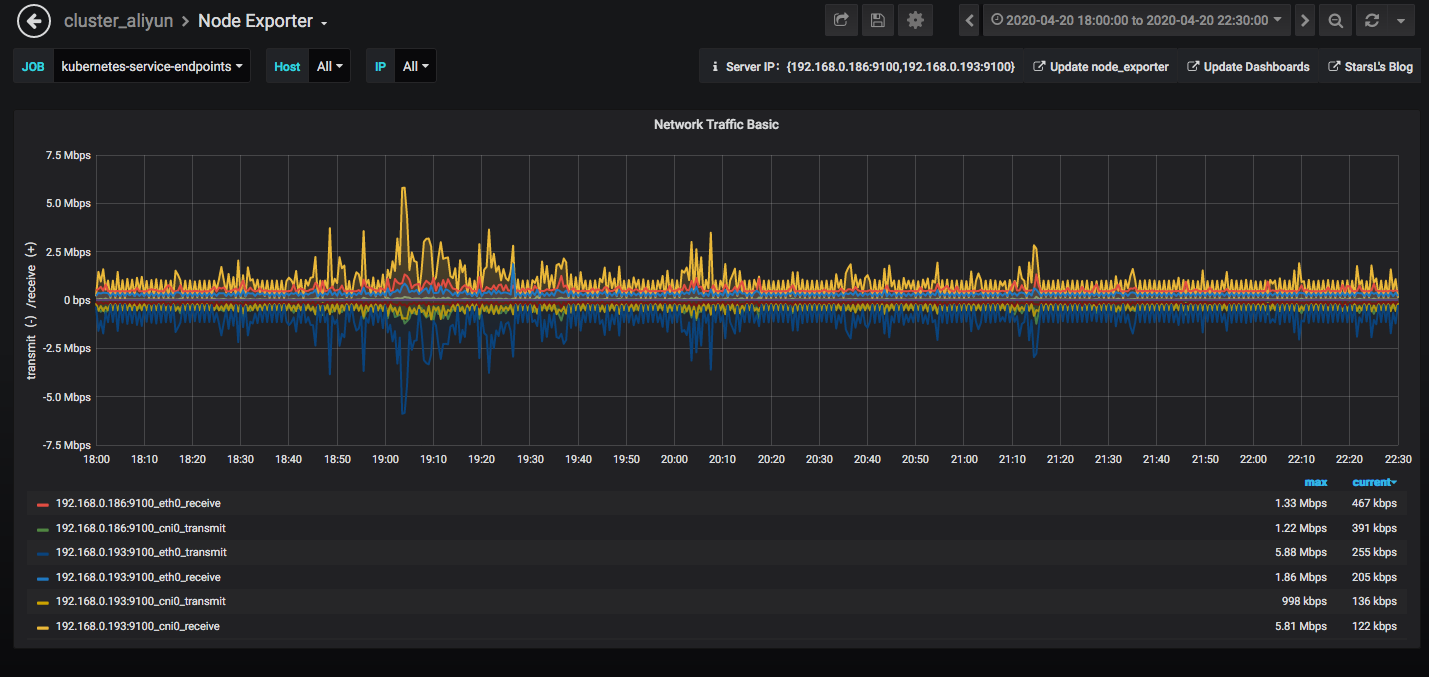 cluster_aliyun > Node Exporter
2020-04-20 18:00:00 to 2020-04-20 22:30:00
JOB kubernetes-service-endpoints Host All IP All
Server IP：{192.168.0.186:9100,192.168.0.193:9100} Update node_exporter Update Dashboards StarsL's Blog
Network Traffic Basic
transmit (-) /receive (+)
7.5 Mbps
5.0 Mbps
2.5 Mbps
0 bps
-2.5 Mbps
-5.0 Mbps
-7.5 Mbps
18:00 18:10 18:20 18:30 18:40 18:50 19:00 19:10 19:20 19:30 19:40 19:50 20:00 20:10 20:20 20:30 20:40 20:50 21:00 21:10 21:20 21:30 21:40 21:50 22:00 22:10 22:20 22:30
max current
192.168.0.186:9100_eth0_receive 1.33 Mbps 467 kbps
192.168.0.186:9100_cni0_transmit 1.22 Mbps 391 kbps
192.168.0.193:9100_eth0_transmit 5.88 Mbps 255 kbps
192.168.0.193:9100_eth0_receive 1.86 Mbps 205 kbps
192.168.0.193:9100_cni0_transmit 998 kbps 136 kbps
192.168.0.193:9100_cni0_receive 5.81 Mbps 122 kbps